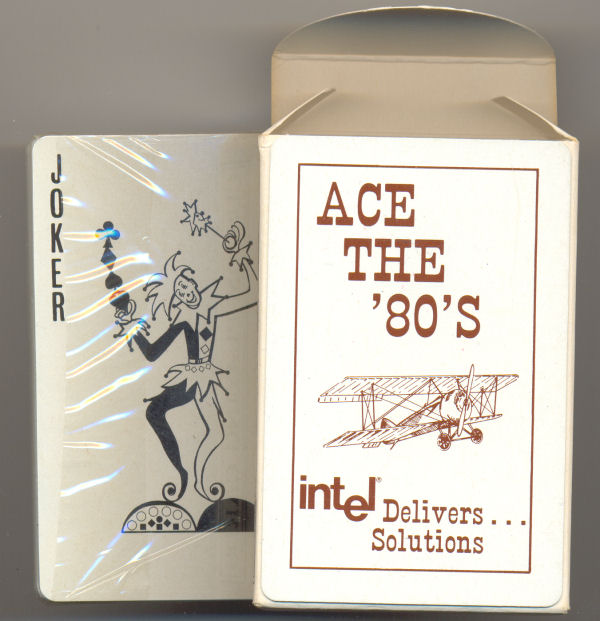 JOKER
ACE
THE
'80'S
intel® Delivers...
Solutions